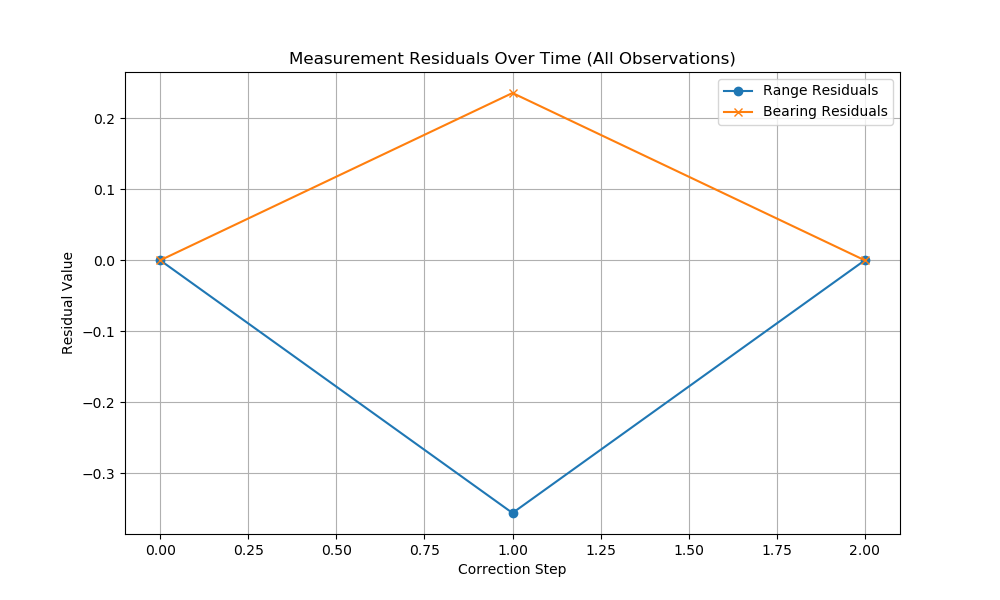 Measurement Residuals Over Time (All Observations)
Range Residuals
Bearing Residuals
Residual Value
0.2
0.1
0.0
−0.1
−0.2
−0.3
0.00 0.25 0.50 0.75 1.00 1.25 1.50 1.75 2.00
Correction Step